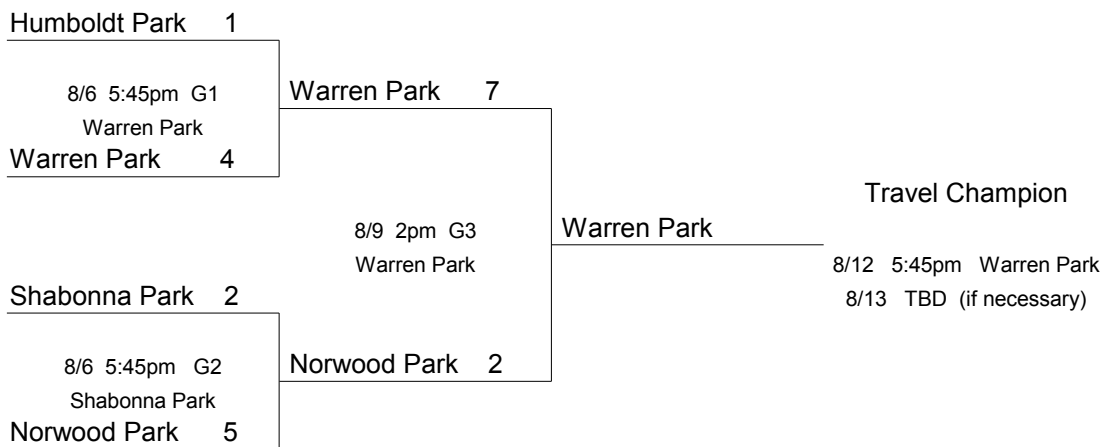 Humboldt Park 1
8/6 5:45pm G1
Warren Park
Warren Park 7
Warren Park 4
Travel Champion
8/9 2pm G3
Warren Park
Warren Park
8/12 5:45pm Warren Park
8/13 TBD (if necessary)
Shabonna Park 2
8/6 5:45pm G2
Shabonna Park
Norwood Park 2
Norwood Park 5